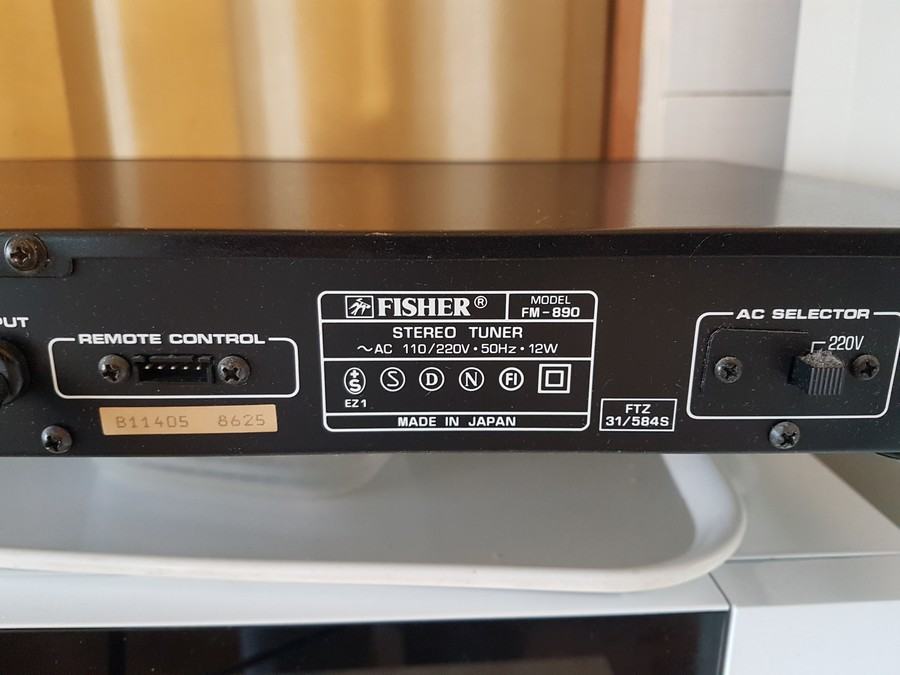 PUT
REMOTE CONTROL
B11405 8625
FISHER®
MODEL
FM-890
STEREO TUNER
~AC 110/220V·50Hz·12W
S
S
D
N
FI
EZ1
MADE IN JAPAN
FTZ
31/584S
AC SELECTOR
220V